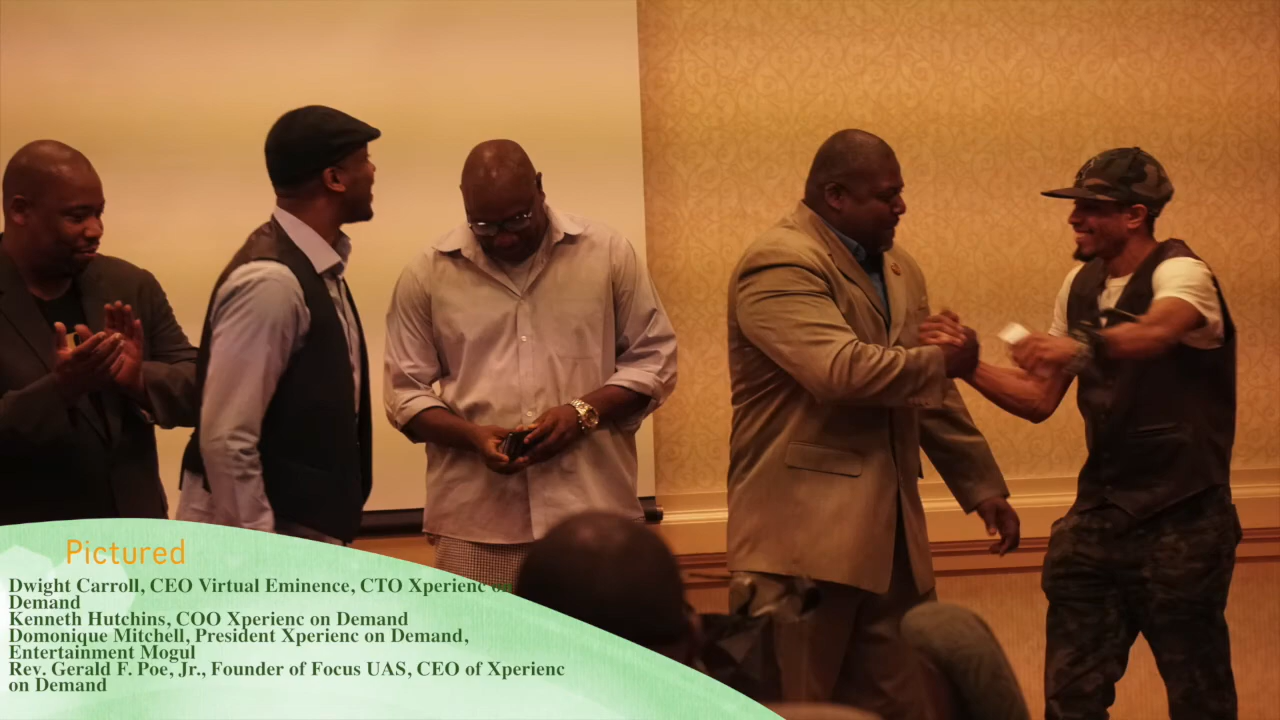 Pictured
Dwight Carroll, CEO Virtual Eminence, CTO Xperienc on
Demand
Kenneth Hutchins, COO Xperienc on Demand
Domonique Mitchell, President Xperienc on Demand,
Entertainment Mogul
Rev. Gerald F. Poe, Jr., Founder of Focus UAS, CEO of Xperienc
on Demand